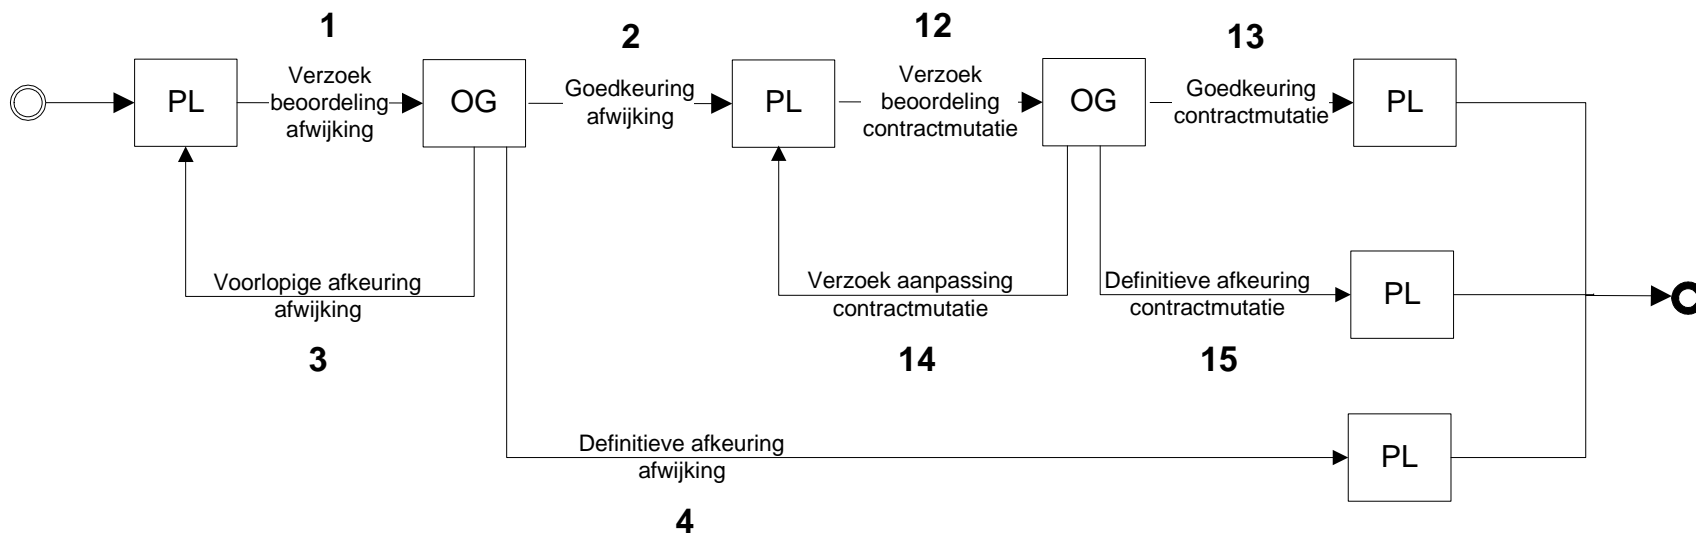 1
2
12
13
PL
Verzoek
beoordeling
afwijking
OG
Goedkeuring
afwijking
PL
Verzoek
beoordeling
contractmutatie
OG
Goedkeuring
contractmutatie
PL
Voorlopige afkeuring
afwijking
3
Verzoek aanpassing
contractmutatie
14
Definitieve afkeuring
contractmutatie
15
PL
Definitieve afkeuring
afwijking
4
PL